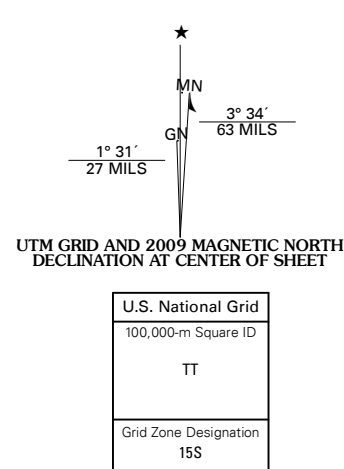 ★
MN
3° 34´
63 MILS
GN
1° 31´
27 MILS
UTM GRID AND 2009 MAGNETIC NORTH
DECLINATION AT CENTER OF SHEET
U.S. National Grid
100,000-m Square ID
TT
Grid Zone Designation
15S